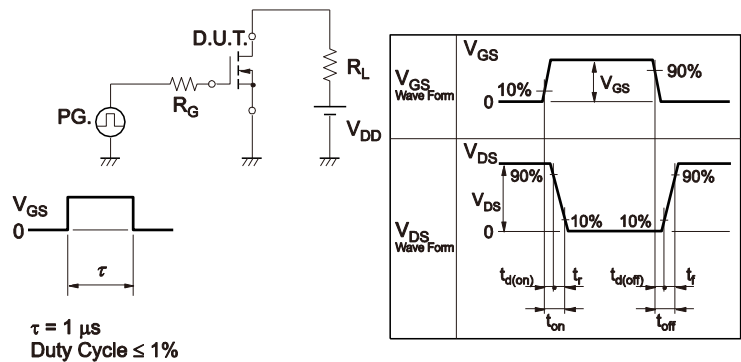 D.U.T.
R_L
R_G
PG.
V_DD
V_GS
0
τ
τ = 1 μs
Duty Cycle ≤ 1%
V_GS
Wave Form
V_GS
10%
0
V_GS
90%
V_DS
Wave Form
V_DS
90%
V_DS
0
10%
10%
90%
t_d(on)
t_r
t_d(off)
t_f
t_on
t_off